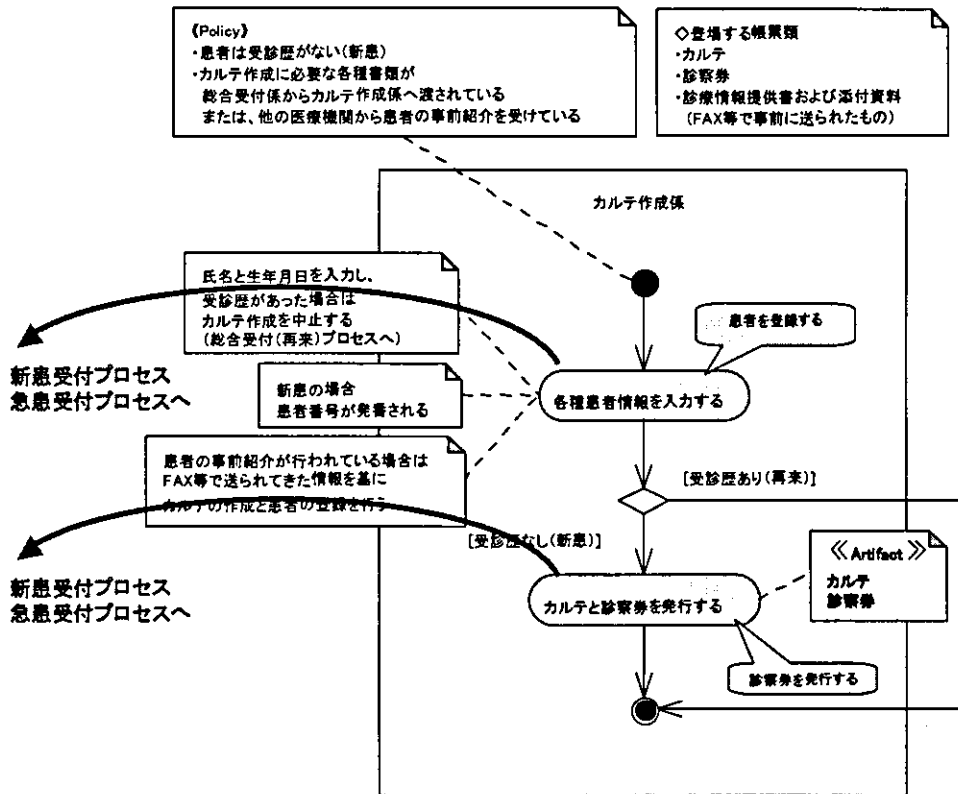 《Policy》
・患者は受診歴がない(新患)
・カルテ作成に必要な各種書類が
総合受付係からカルテ作成係へ渡されている
または、他の医療機関から患者の事前紹介を受けている
◇登場する帳票類
・カルテ
・診察券
・診療情報提供書および添付資料
(FAX等で事前に送られたもの)
カルテ作成係
氏名と生年月日を入力し、
受診歴があった場合は
カルテ作成を中止する
(総合受付(再来)プロセスへ)
患者を登録する
新患受付プロセス
急患受付プロセスへ
新患の場合
患者番号が発番される
各種患者情報を入力する
患者の事前紹介が行われている場合は
FAX等で送られてきた情報を基に
カルテの作成と患者の登録を行う
[受診歴あり(再来)]
[受診歴なし(新患)]
《Artifact》
カルテ
診察券
新患受付プロセス
急患受付プロセスへ
カルテと診察券を発行する
診察券を発行する